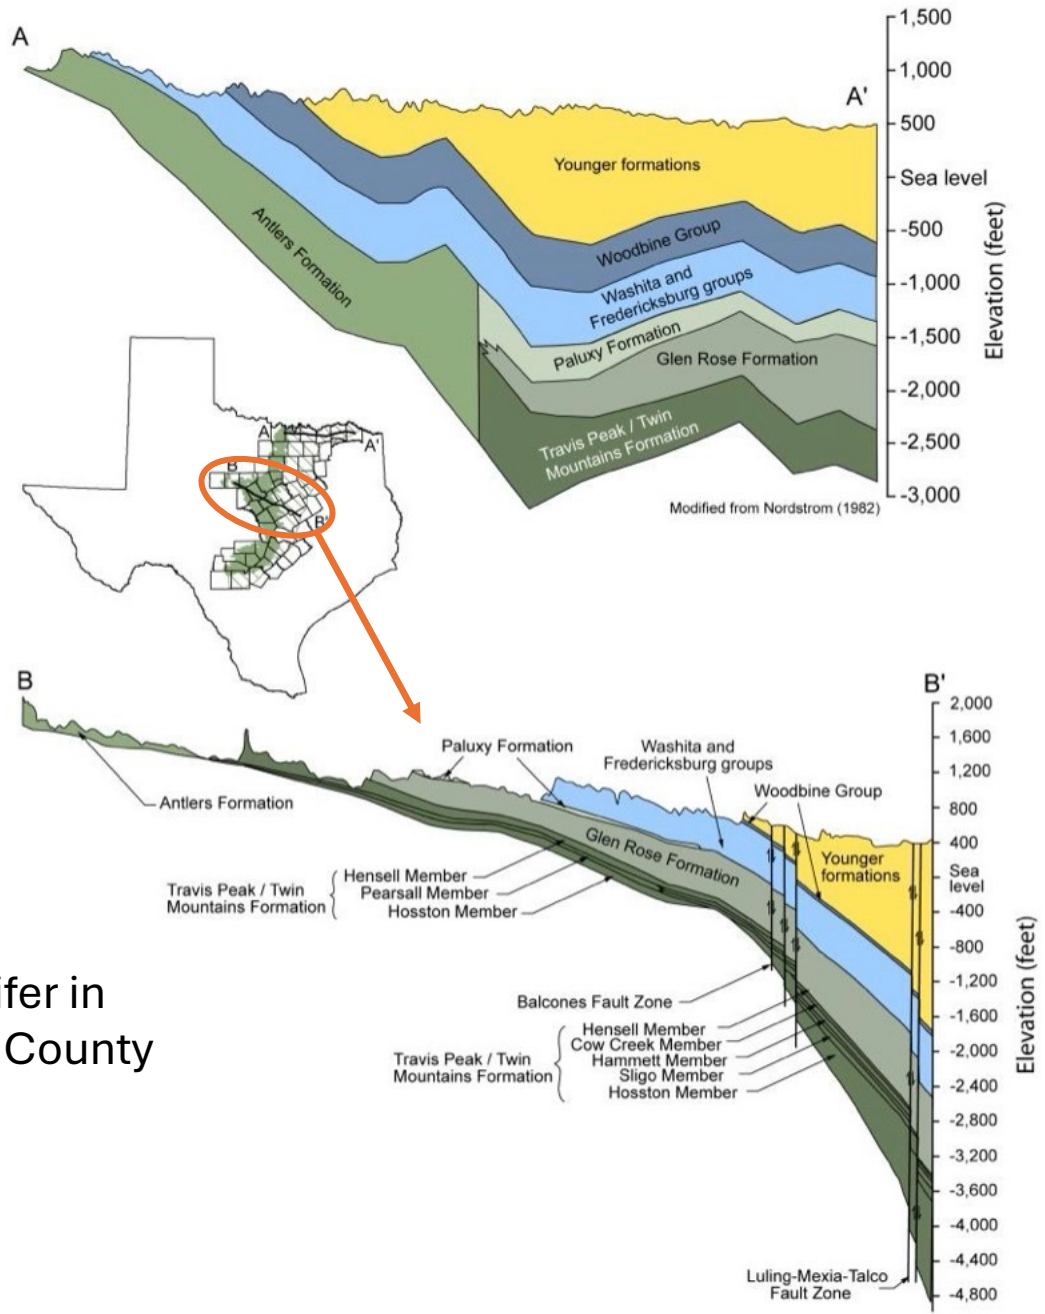 A
A'
1,500
1,000
500
Sea level
-500
-1,000
-1,500
-2,000
-2,500
-3,000
Elevation (feet)
Younger formations
Woodbine Group
Washita and
Fredericksburg groups
Antlers Formation
Paluxy Formation
Glen Rose Formation
Travis Peak / Twin
Mountains Formation
Modified from Nordstrom (1982)
A
A'
B
B'
B
B'
2,000
1,600
1,200
800
400
Sea
level
-400
-800
-1,200
-1,600
-2,000
-2,400
-2,800
-3,200
-3,600
-4,000
-4,400
-4,800
Elevation (feet)
Paluxy Formation
Washita and
Fredericksburg groups
Woodbine Group
Antlers Formation
Glen Rose Formation
Younger
formations
Travis Peak / Twin
Mountains Formation
Hensell Member
Pearsall Member
Hosston Member
ifer in
County
Balcones Fault Zone
Travis Peak / Twin
Mountains Formation
Hensell Member
Cow Creek Member
Hammett Member
Sligo Member
Hosston Member
Luling-Mexia-Talco
Fault Zone